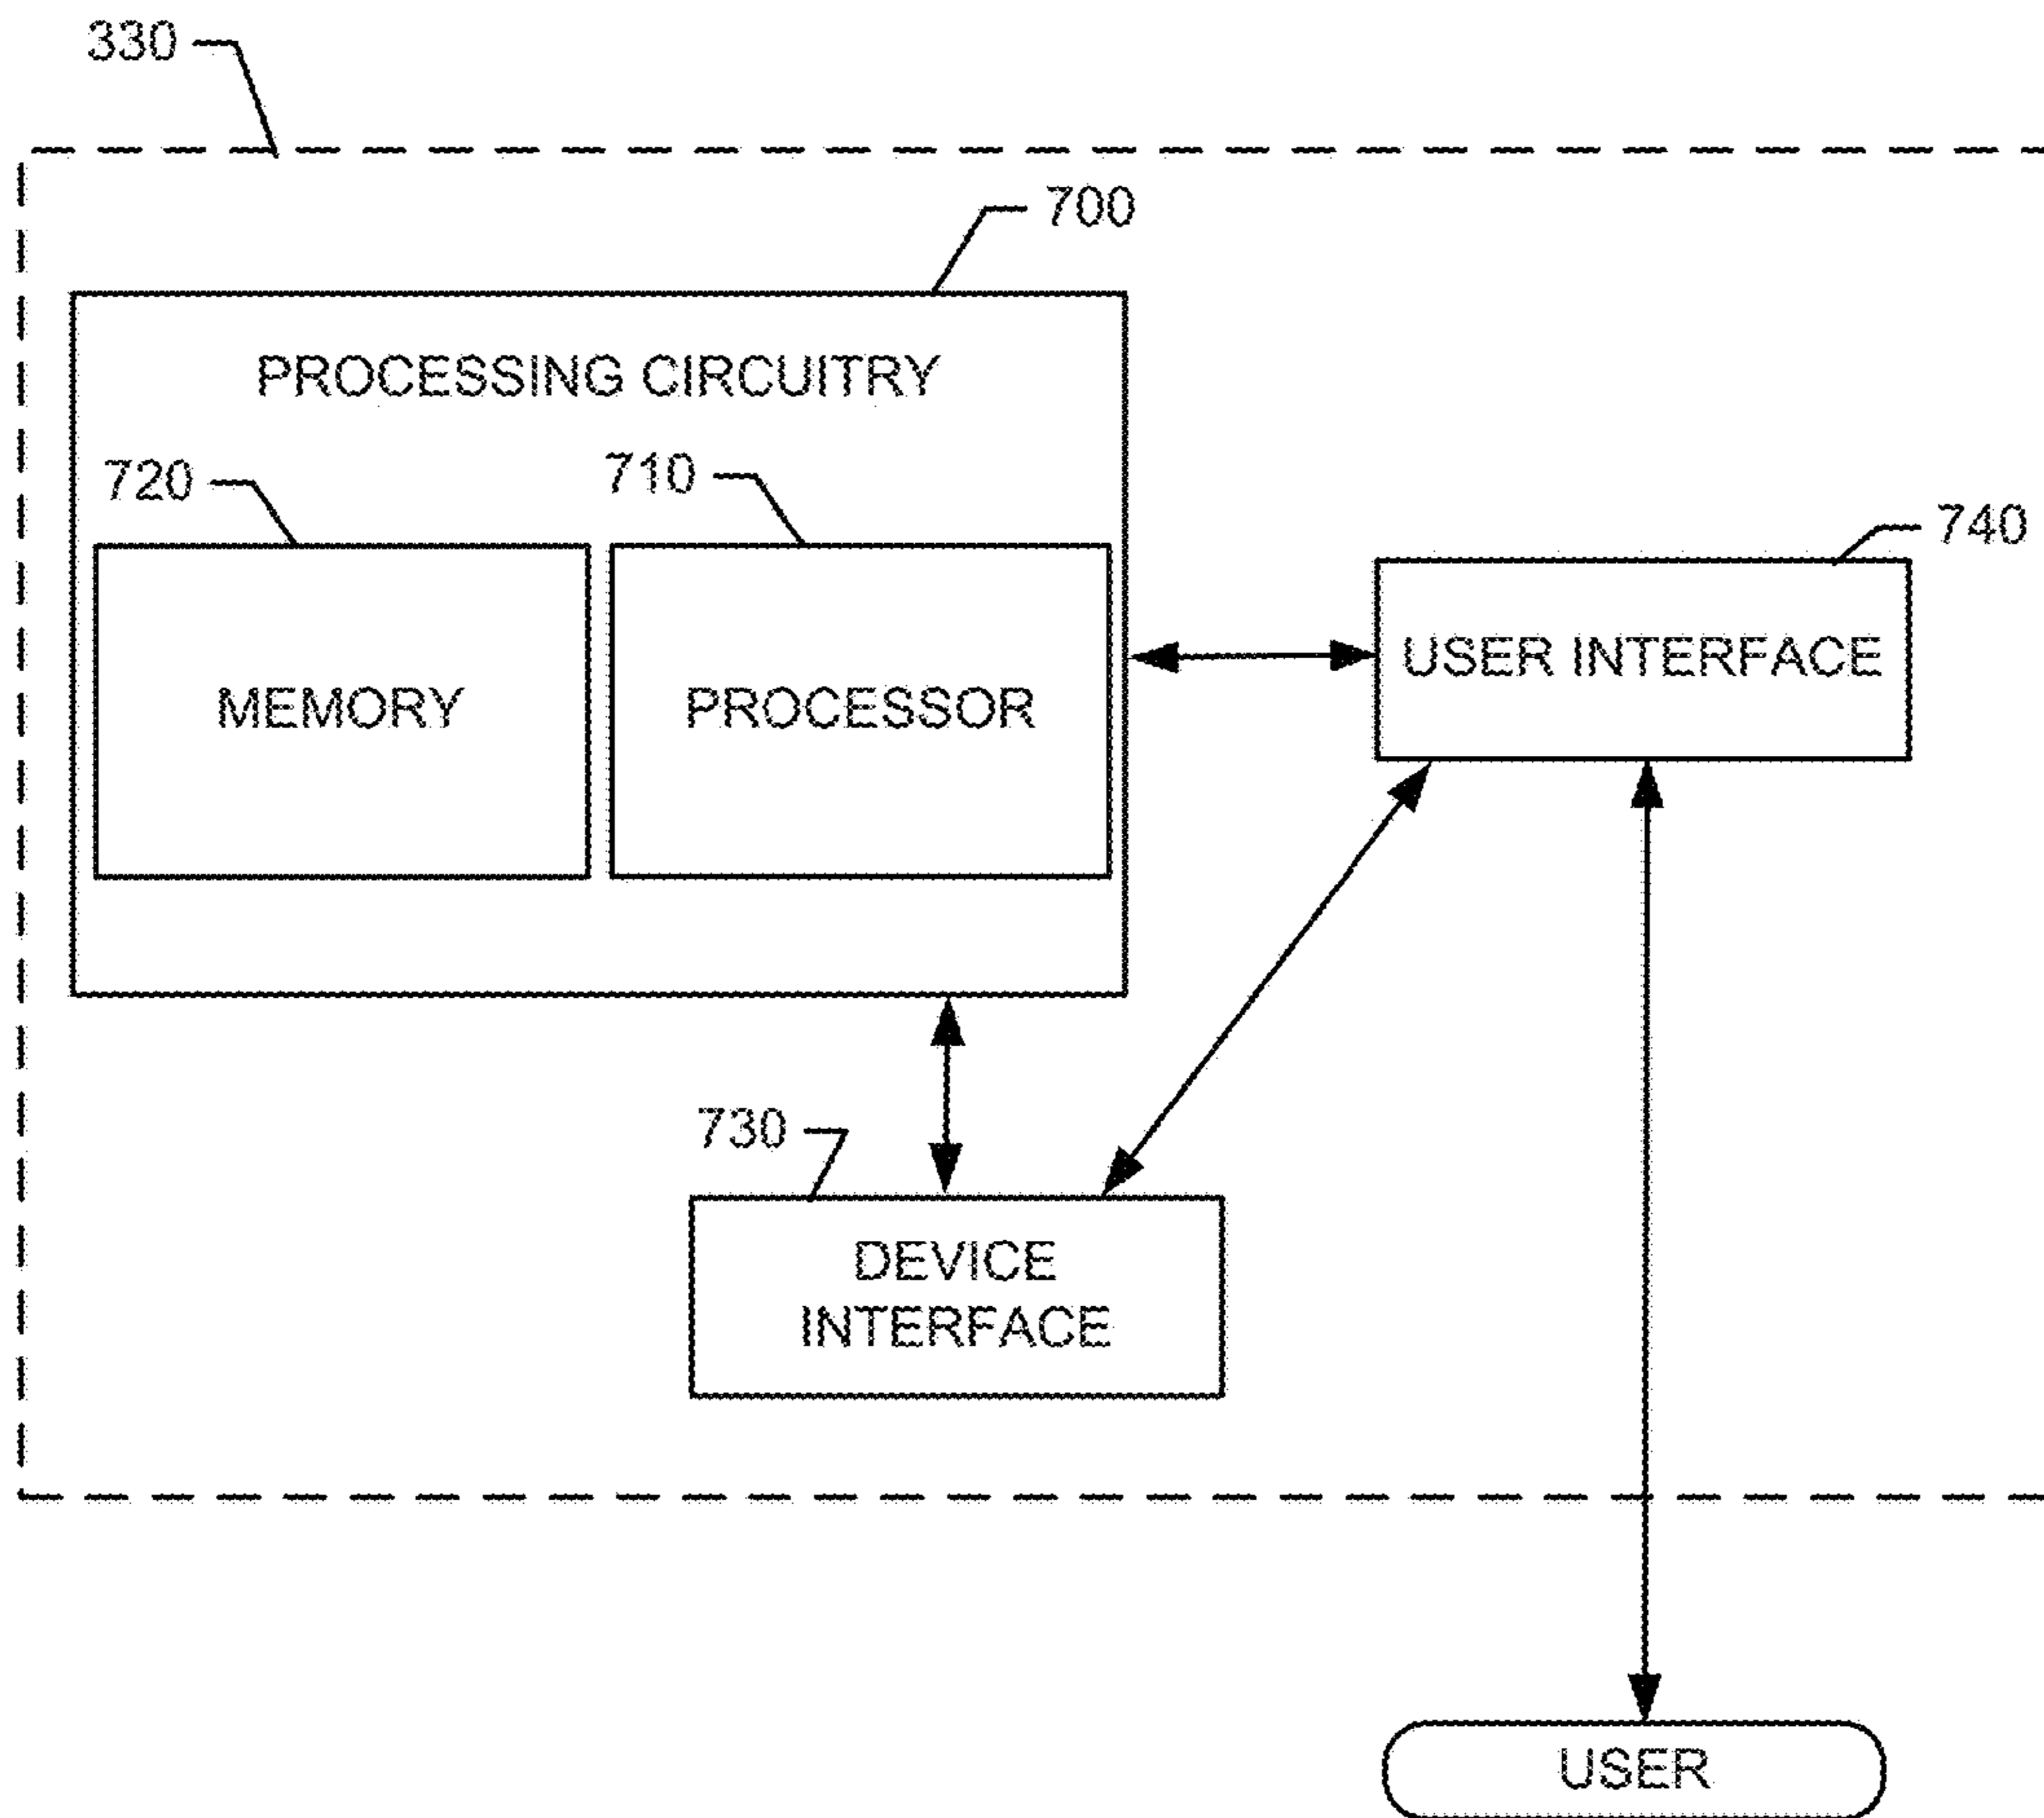 330
700
PROCESSING CIRCUITRY
720
710
740
MEMORY
PROCESSOR
USER INTERFACE
730
DEVICE
INTERFACE
USER